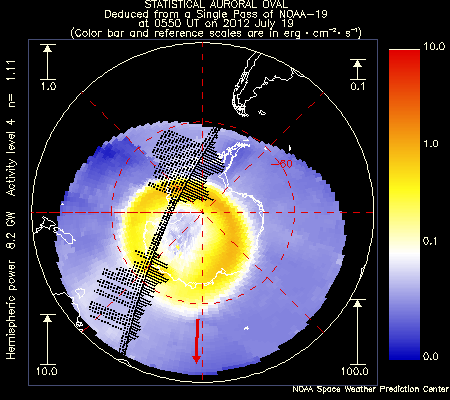 STATISTICAL AURORAL OVAL
Deduced from a Single Pass of NOAA-19
at 0550 UT on 2012 July 19
(Color bar and reference scales are in erg · cm⁻² · s⁻¹)
Hemispheric power 8.2 GW Activity level 4 n= 1.11
1.0
0.1
10.0
100.0
-60
10.0
1.0
0.1
0.0
NOAA Space Weather Prediction Center